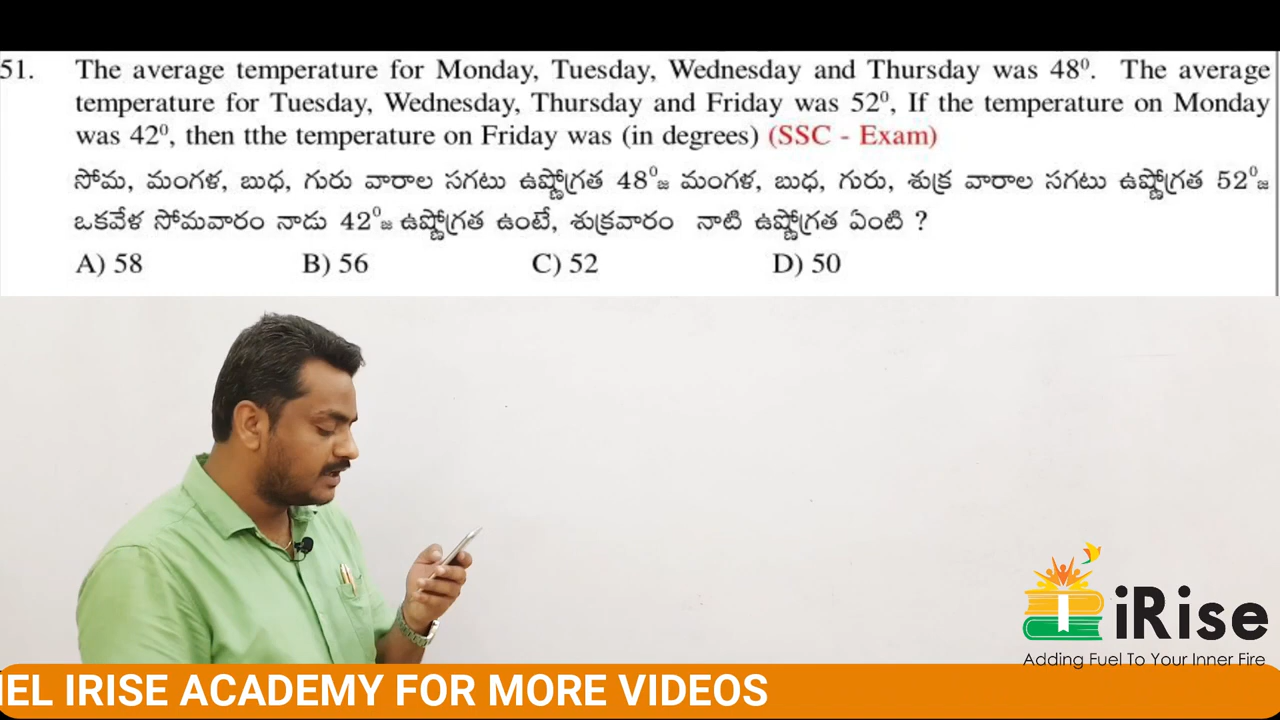 51. The average temperature for Monday, Tuesday, Wednesday and Thursday was 48⁰. The average
temperature for Tuesday, Wednesday, Thursday and Friday was 52⁰, If the temperature on Monday
was 42⁰, then tthe temperature on Friday was (in degrees) (SSC - Exam)
సోమ, మంగళ, బుధ, గురు వారాల సగటు ఉష్ణోగ్రత 48⁰జ మంగళ, బుధ, గురు, శుక్ర వారాల సగటు ఉష్ణోగ్రత 52⁰జ
ఒకవేళ సోమవారం నాడు 42⁰జ ఉష్ణోగ్రత ఉంటే, శుక్రవారం నాటి ఉష్ణోగ్రత ఏంటి ?
A) 58 B) 56 C) 52 D) 50
iRise
Adding Fuel To Your Inner Fire
EL IRISE ACADEMY FOR MORE VIDEOS